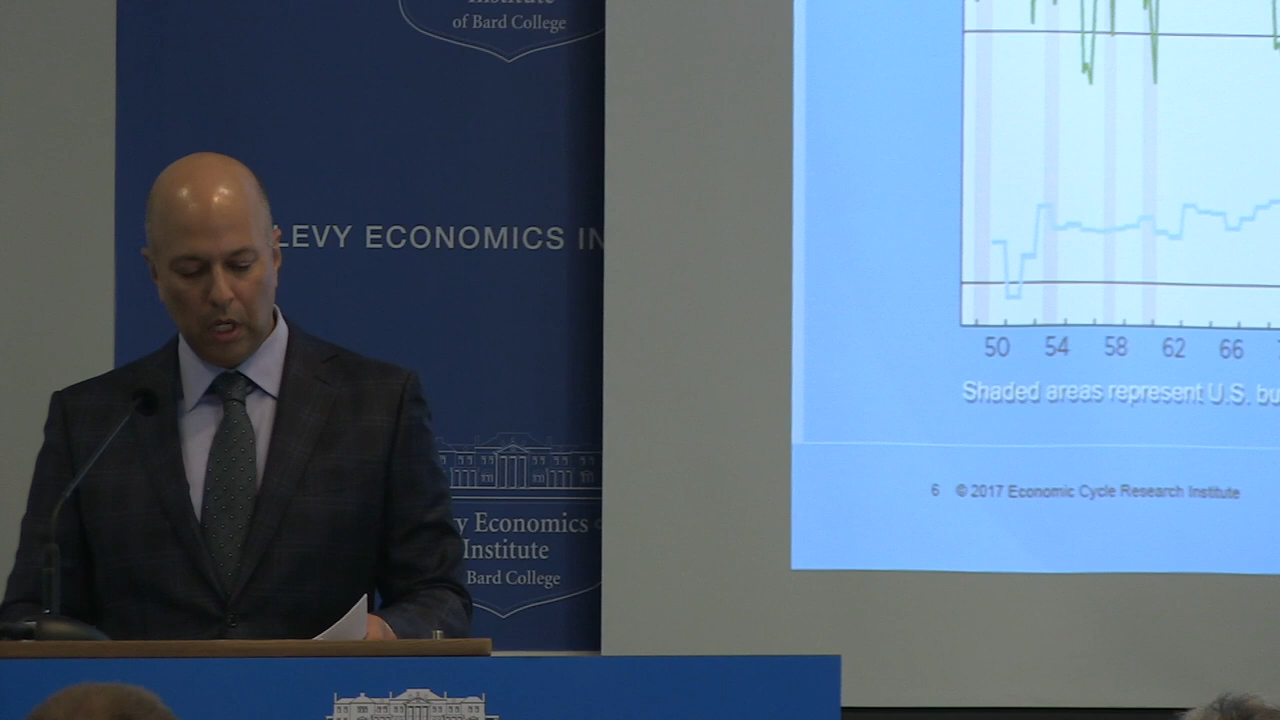 of Bard College
LEVY ECONOMICS IN
y Economics
Institute
Bard College
50 54 58 62 66
Shaded areas represent U.S. bu
6 © 2017 Economic Cycle Research Institute